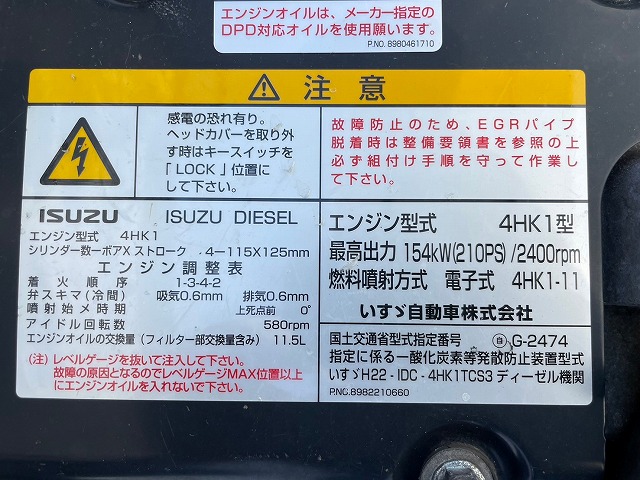 エンジンオイルは、メーカー指定の
DPD対応オイルを使用願います。
P.NO. 8980461710
注意
感電の恐れ有り。
ヘッドカバーを取り外
す時はキースイッチを
「LOCK」位置に
して下さい。
故障防止のため、EGRパイプ
脱着時は整備要領書を参照の上
必ず組付け手順を守って作業し
て下さい。
ISUZU ISUZU DIESEL
エンジン型式 4HK1
シリンダー数ーボアXストローク 4ー115X125mm
エンジン調整表
着火順序 1-3-4-2
弁スキマ(冷間) 吸気0.6mm 排気0.6mm
噴射始メ時期 上死点前 0°
アイドル回転数 580rpm
エンジンオイルの交換量(フィルター部交換量含み) 11.5L
(注)レベルゲージを抜いて注入して下さい。
故障の原因となるのでレベルゲージMAX位置以上
にエンジンオイルを入れないで下さい。
エンジン型式 4HK1型
最高出力 154kW(210PS)/2400rpm
燃料噴射方式 電子式 4HK1-11
いすゞ自動車株式会社
国土交通省型式指定番号 ㊀G-2474
指定に係る一酸化炭素等発散防止装置型式
いすゞH22-IDC-4HK1TCS3 ディーゼル機関
P.NO. 8982210660